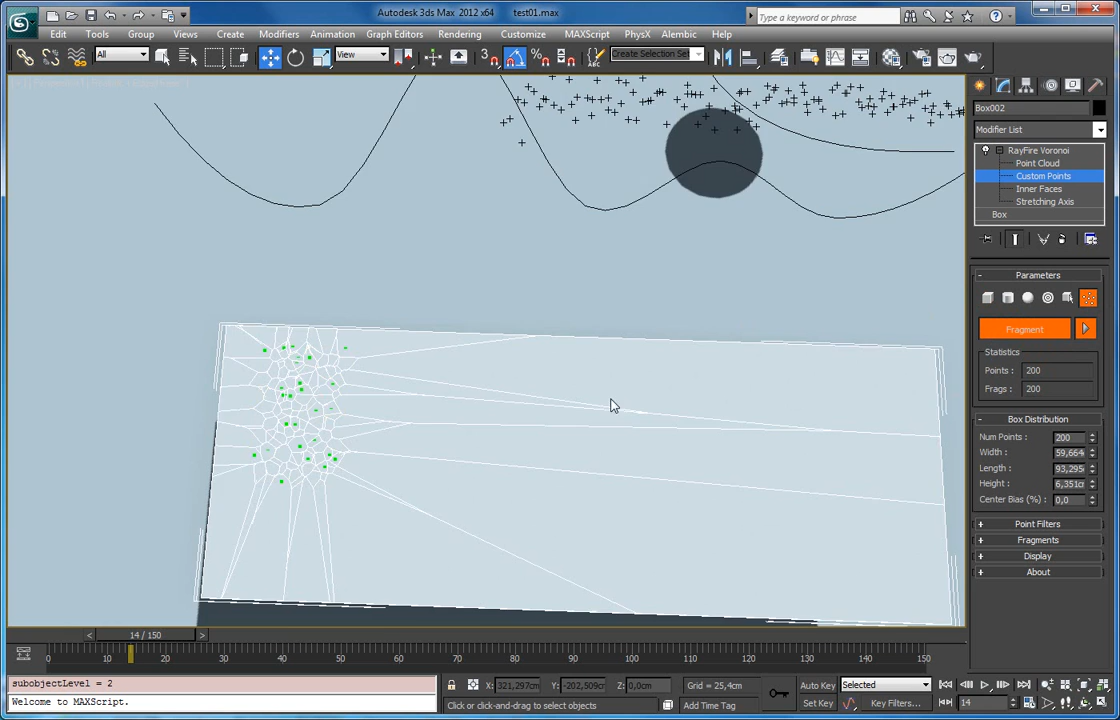 Autodesk 3ds Max 2012 x64 test01.max
Type a keyword or phrase
Edit Tools Group Views Create Modifiers Animation Graph Editors Rendering Customize MAXScript PhysX Alembic Help
All View Create Selection Se
Box002
Modifier List
RayFire Voronoi
Point Cloud
Custom Points
Inner Faces
Stretching Axis
Box
- Parameters
Fragment
Statistics
Points : 200
Frags : 200
- Box Distribution
Num Points : 200
Width : 59,664
Length : 93,295
Height : 6,351c
Center Bias (%) : 0,0
+ Point Filters
+ Fragments
+ Display
+ About
< 14 / 150 >
0 10 20 30 40 50 60 70 80 90 100 110 120 130 140 150
subobjectLevel = 2
Welcome to MAXScript.
X: 321,297cm Y: -202,509cm Z: 0,0cm Grid = 25,4cm
Auto Key Selected
Click or click-and-drag to select objects
Add Time Tag
Set Key Key Filters... 14